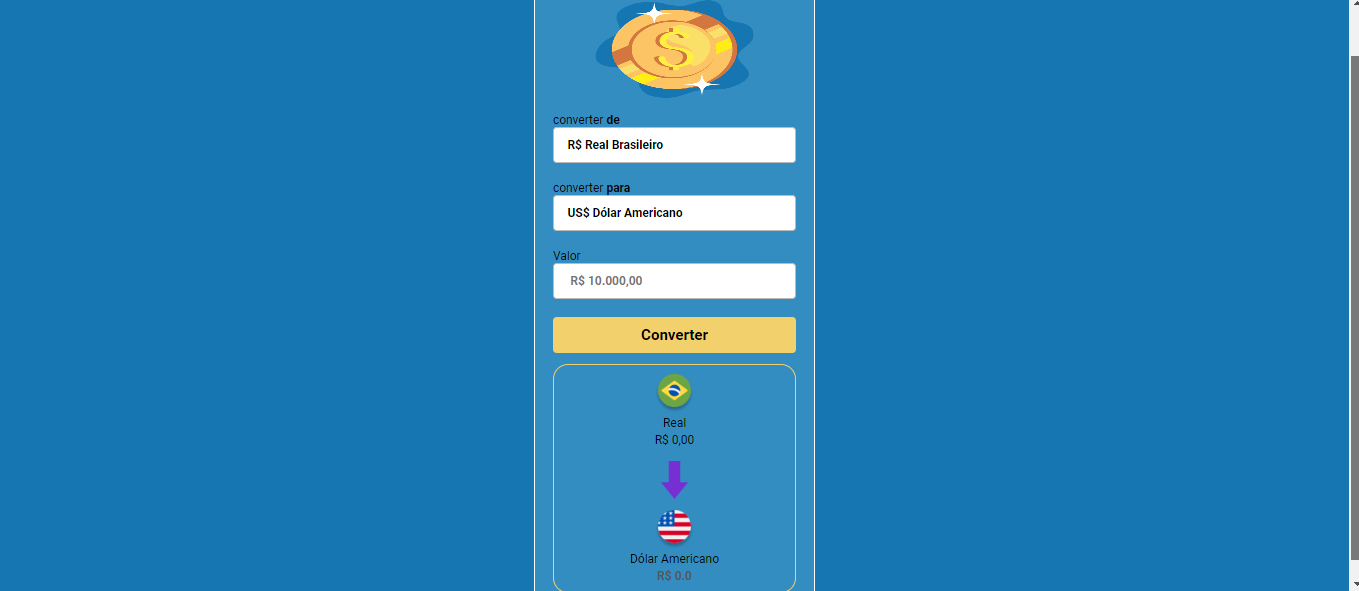 $
converter de
R$ Real Brasileiro
converter para
US$ Dólar Americano
Valor
R$ 10.000,00
Converter
Real
R$ 0,00
Dólar Americano
R$ 0.0